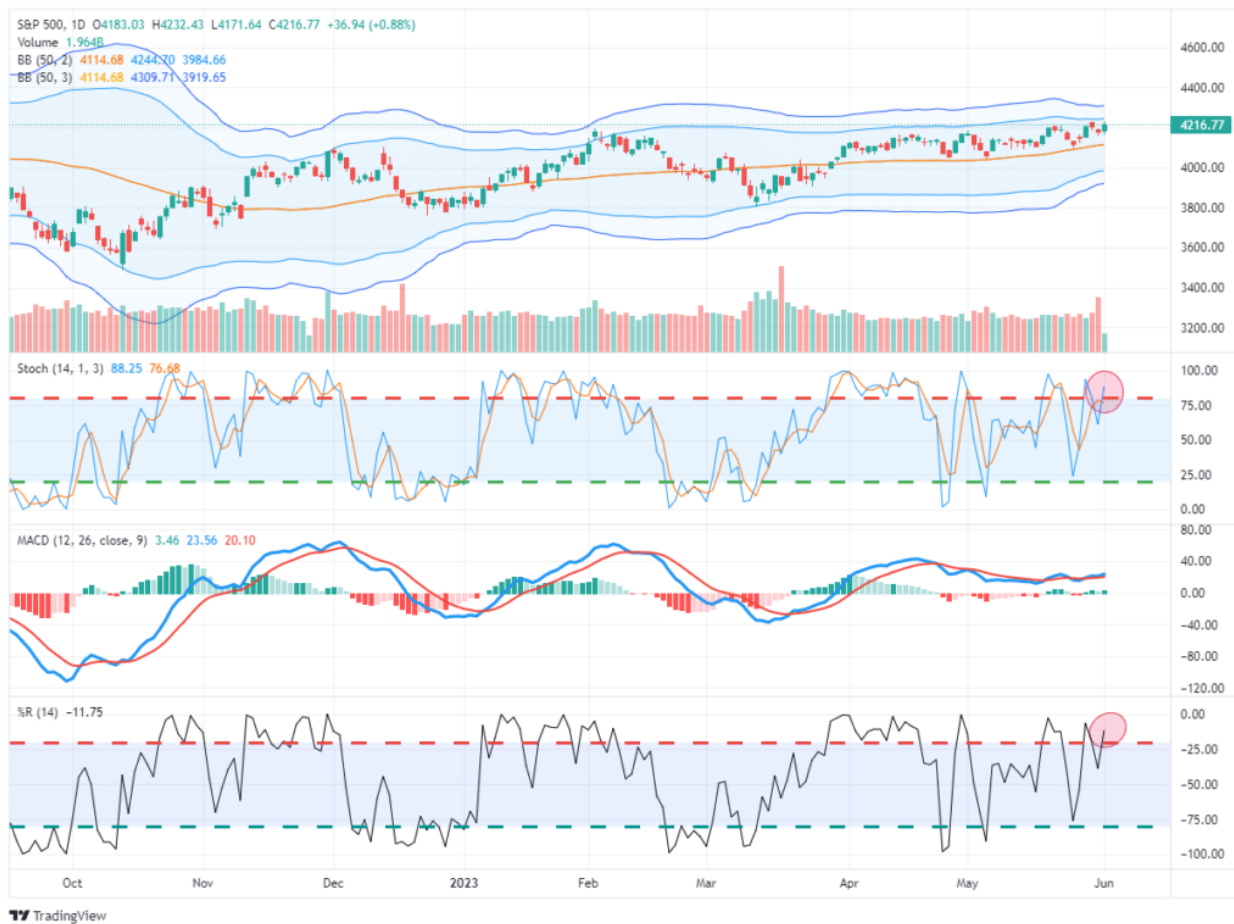 S&P 500, 1D O4183.03 H4232.43 L4171.64 C4216.77 +36.94 (+0.88%)
Volume 1.964B
BB (50, 2) 4114.68 4244.70 3984.66
BB (50, 3) 4114.68 4309.71 3919.65
4600.00
4400.00
4216.77
4000.00
3800.00
3600.00
3400.00
3200.00
Stoch (14, 1, 3) 88.25 76.68
100.00
75.00
50.00
25.00
0.00
MACD (12, 26, close, 9) 3.46 23.56 20.10
80.00
40.00
0.00
−40.00
−80.00
−120.00
%R (14) −11.75
0.00
−25.00
−50.00
−75.00
−100.00
Oct Nov Dec 2023 Feb Mar Apr May Jun
TradingView